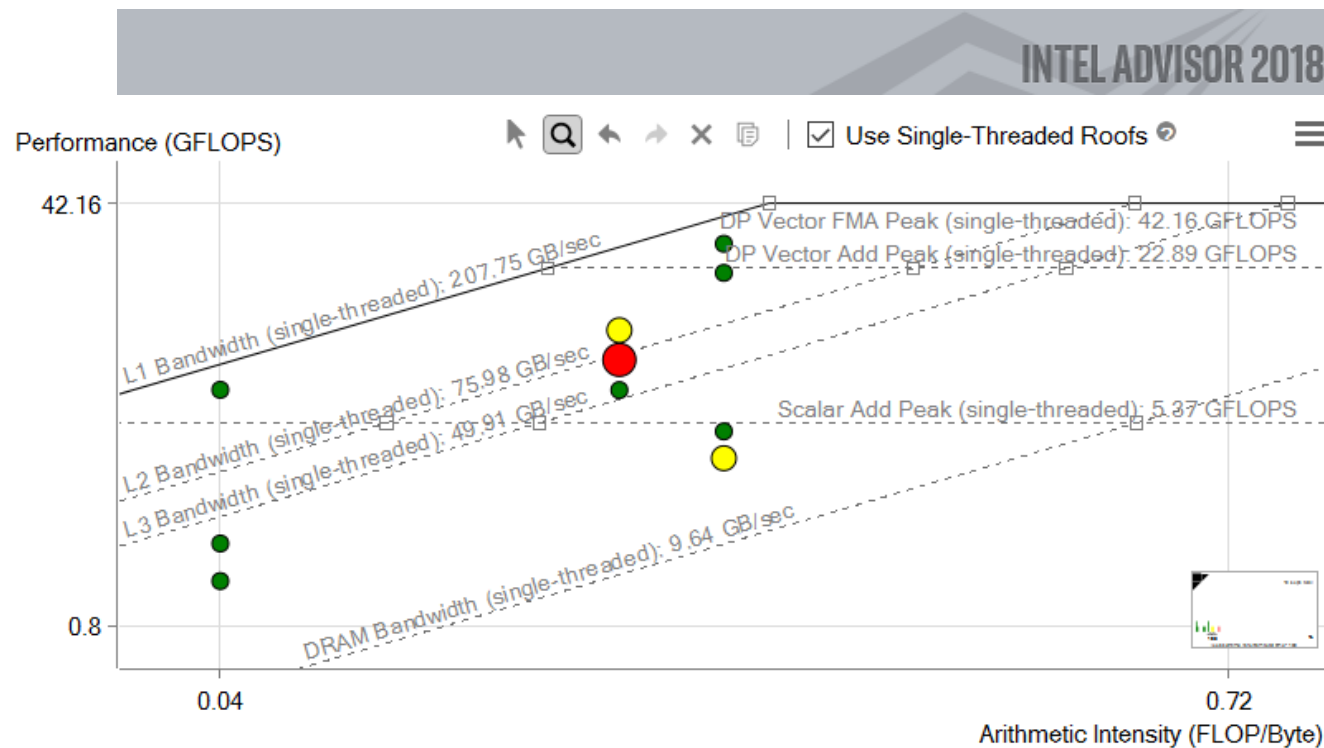 INTEL ADVISOR 2018
Performance (GFLOPS)
Use Single-Threaded Roofs
42.16
DP Vector FMA Peak (single-threaded): 42.16 GFLOPS
DP Vector Add Peak (single-threaded): 22.89 GFLOPS
L1 Bandwidth (single-threaded): 207.75 GB/sec
L2 Bandwidth (single-threaded): 75.98 GB/sec
L3 Bandwidth (single-threaded): 49.91 GB/sec
Scalar Add Peak (single-threaded): 5.37 GFLOPS
DRAM Bandwidth (single-threaded): 9.64 GB/sec
0.8
0.04
0.72
Arithmetic Intensity (FLOP/Byte)